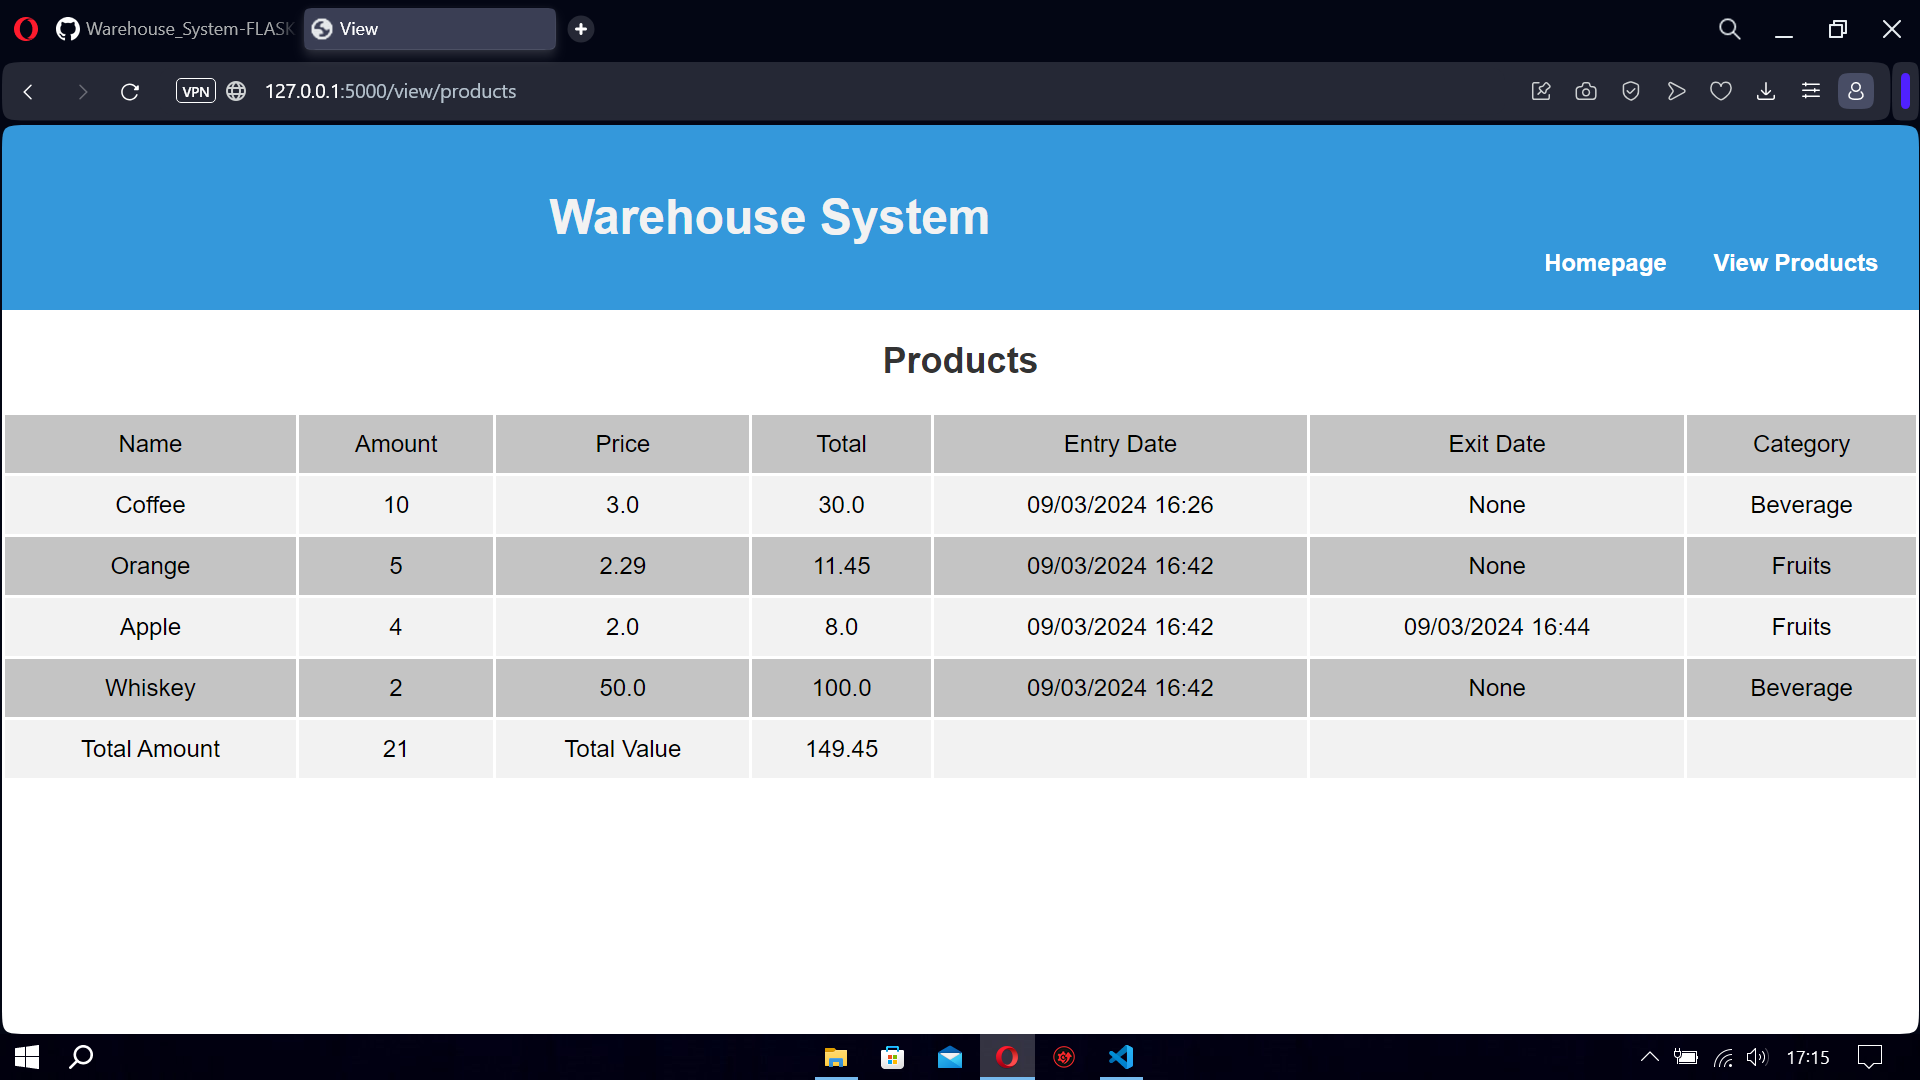 Warehouse_System-FLASK
View
VPN
127.0.0.1:5000/view/products
Warehouse System
Homepage View Products
Products
Name Amount Price Total Entry Date Exit Date Category
Coffee 10 3.0 30.0 09/03/2024 16:26 None Beverage
Orange 5 2.29 11.45 09/03/2024 16:42 None Fruits
Apple 4 2.0 8.0 09/03/2024 16:42 09/03/2024 16:44 Fruits
Whiskey 2 50.0 100.0 09/03/2024 16:42 None Beverage
Total Amount 21 Total Value 149.45
17:15